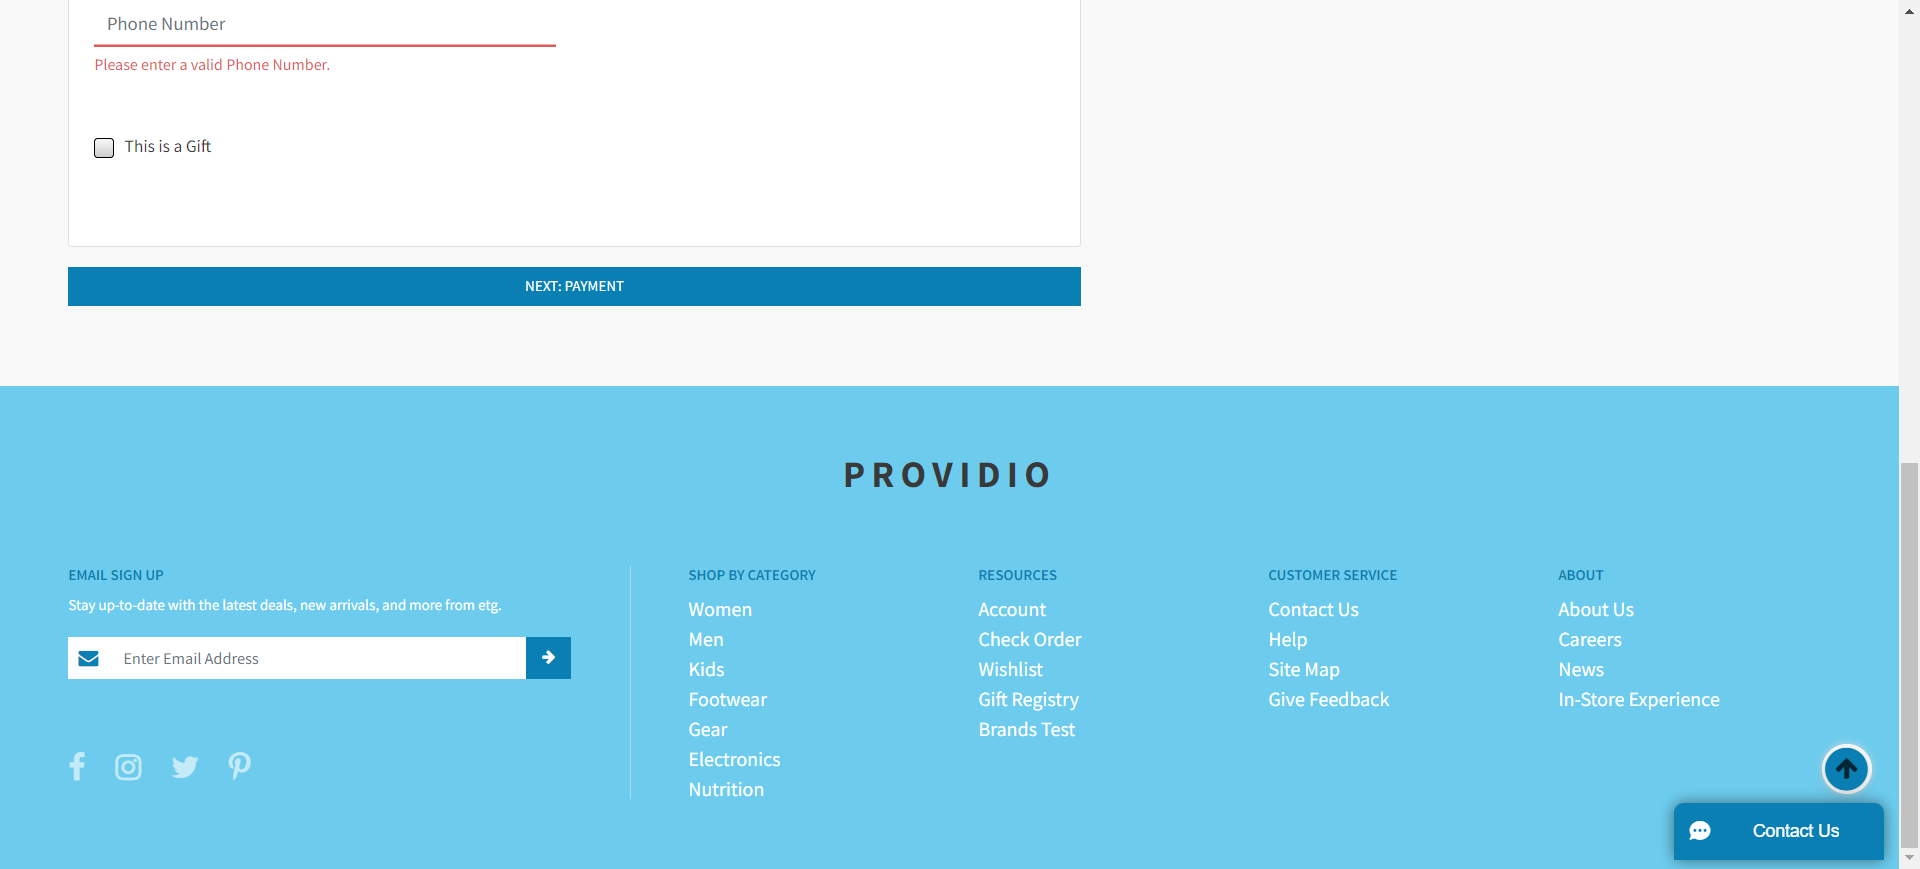 Phone Number
Please enter a valid Phone Number.
This is a Gift
NEXT: PAYMENT
PROVIDIO
EMAIL SIGN UP
Stay up-to-date with the latest deals, new arrivals, and more from etg.
Enter Email Address
SHOP BY CATEGORY
Women
Men
Kids
Footwear
Gear
Electronics
Nutrition
RESOURCES
Account
Check Order
Wishlist
Gift Registry
Brands Test
CUSTOMER SERVICE
Contact Us
Help
Site Map
Give Feedback
ABOUT
About Us
Careers
News
In-Store Experience
Contact Us